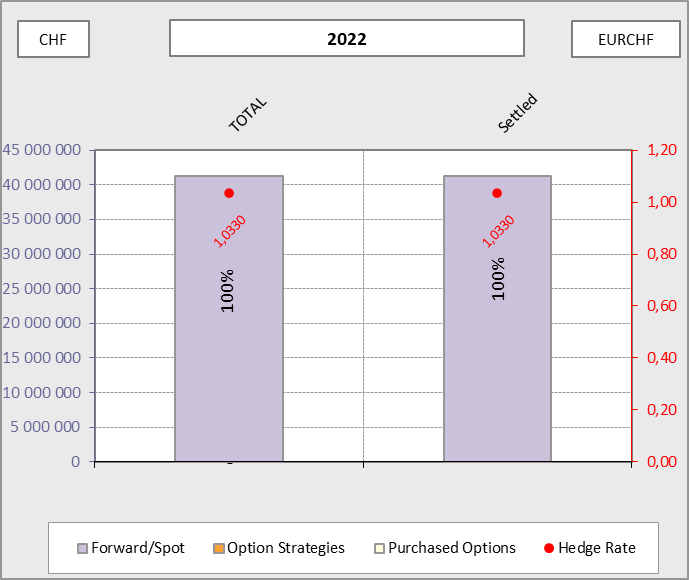 CHF
2022
EURCHF
TOTAL
Settled
45 000 000
40 000 000
35 000 000
30 000 000
25 000 000
20 000 000
15 000 000
10 000 000
5 000 000
0
1,0330
100%
-
1,0330
100%
1,20
1,00
0,80
0,60
0,40
0,20
0,00
Forward/Spot Option Strategies Purchased Options Hedge Rate